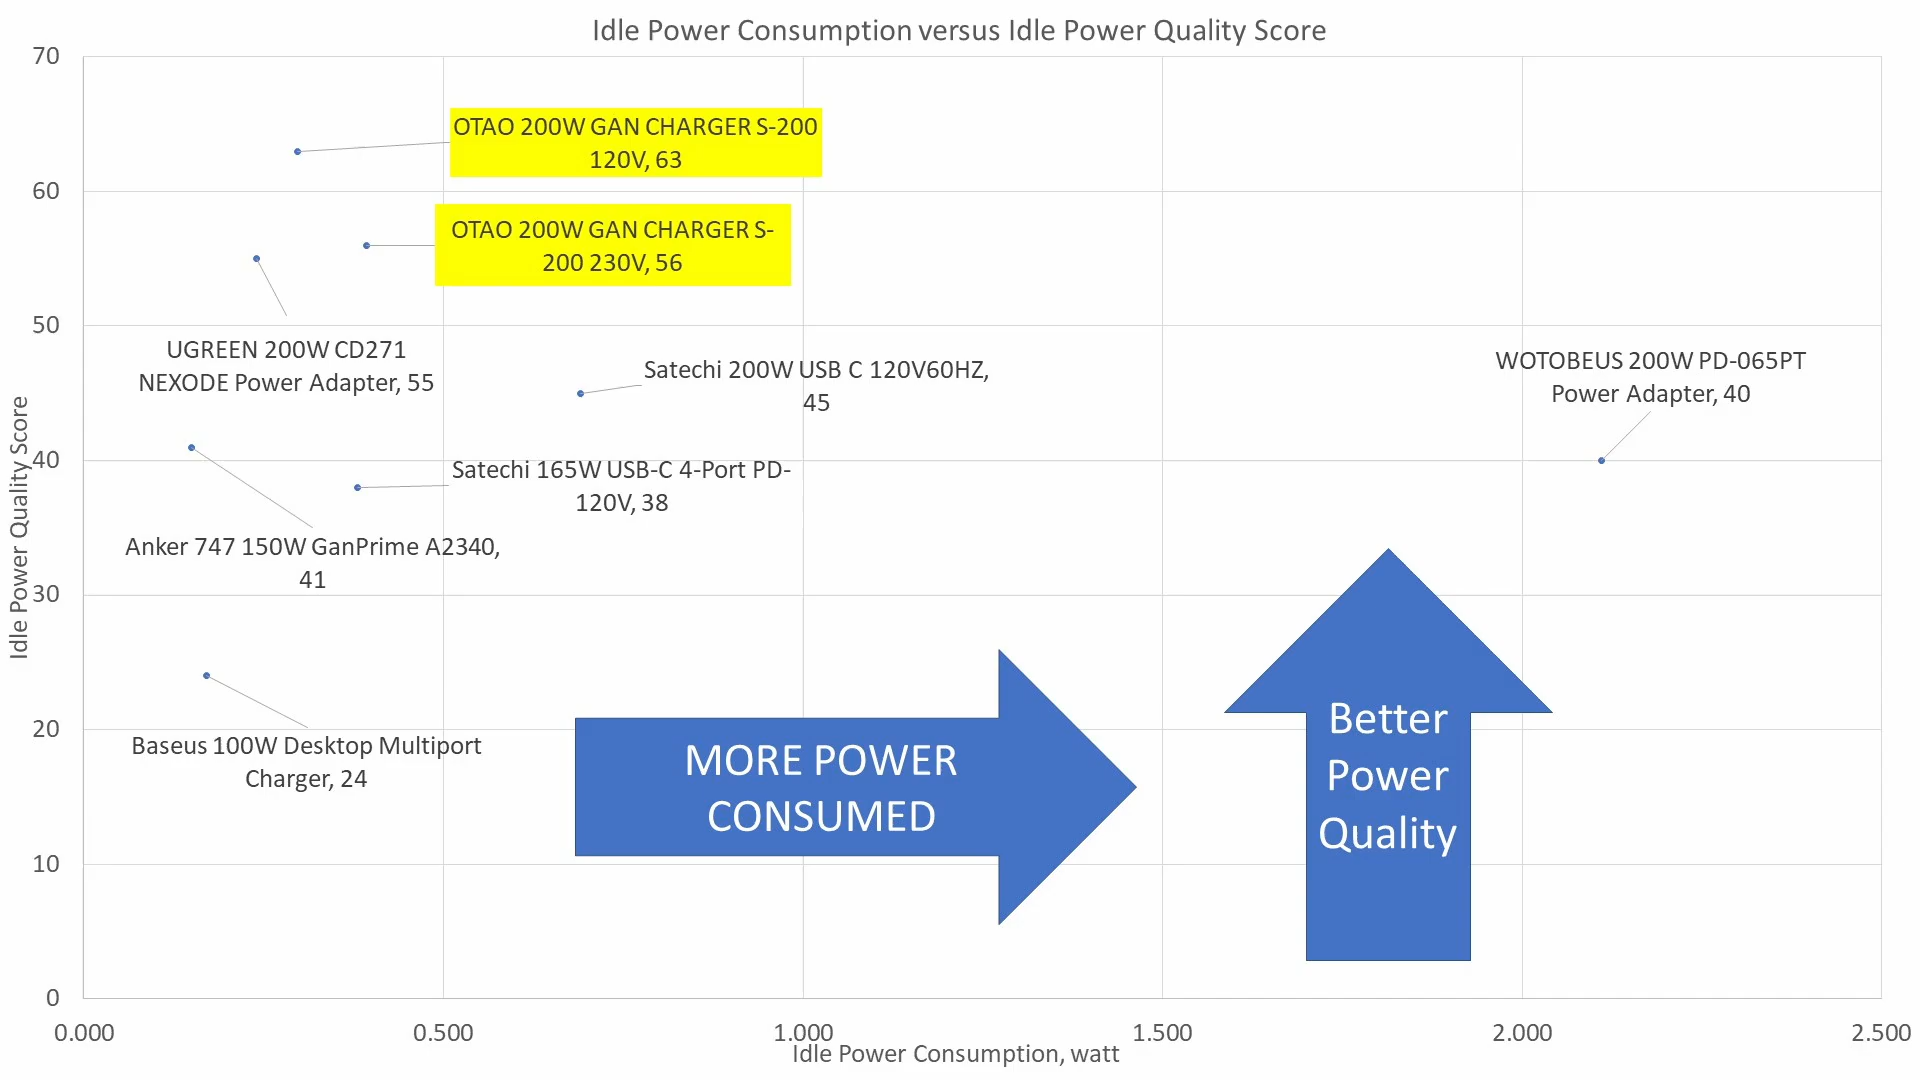 Idle Power Consumption versus Idle Power Quality Score
70
60
50
40
30
20
10
0
Idle Power Quality Score
OTAO 200W GAN CHARGER S-200
120V, 63
OTAO 200W GAN CHARGER S-
200 230V, 56
UGREEN 200W CD271
NEXODE Power Adapter, 55
Satechi 200W USB C 120V60HZ,
45
WOTOBEUS 200W PD-065PT
Power Adapter, 40
Satechi 165W USB-C 4-Port PD-
120V, 38
Anker 747 150W GanPrime A2340,
41
Baseus 100W Desktop Multiport
Charger, 24
MORE POWER
CONSUMED
Better
Power
Quality
0.000 0.500 1.000 1.500 2.000 2.500
Idle Power Consumption, watt